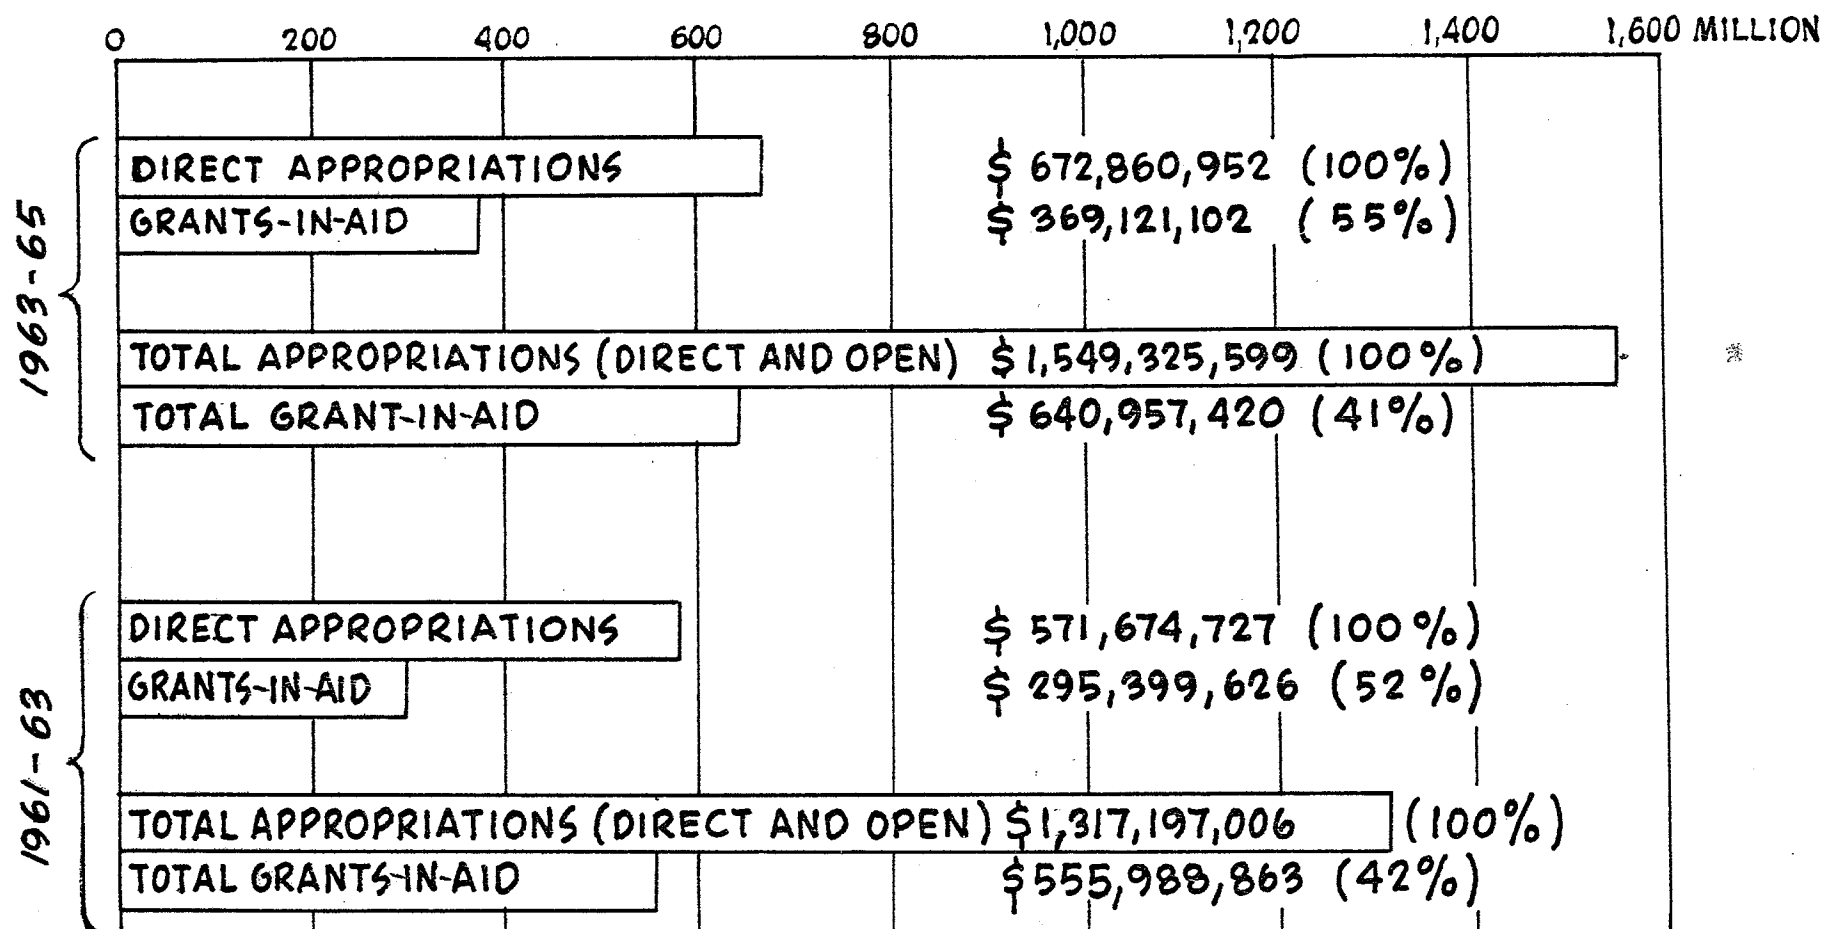 0 200 400 600 800 1,000 1,200 1,400 1,600 MILLION
1963-65
DIRECT APPROPRIATIONS $ 672,860,952 (100%)
GRANTS-IN-AID $ 369,121,102 (55%)
TOTAL APPROPRIATIONS (DIRECT AND OPEN) $1,549,325,599 (100%)
TOTAL GRANT-IN-AID $ 640,957,420 (41%)
1961-63
DIRECT APPROPRIATIONS $ 571,674,727 (100%)
GRANTS-IN-AID $ 295,399,626 (52%)
TOTAL APPROPRIATIONS (DIRECT AND OPEN) $1,317,197,006 (100%)
TOTAL GRANTS-IN-AID $555,988,863 (42%)